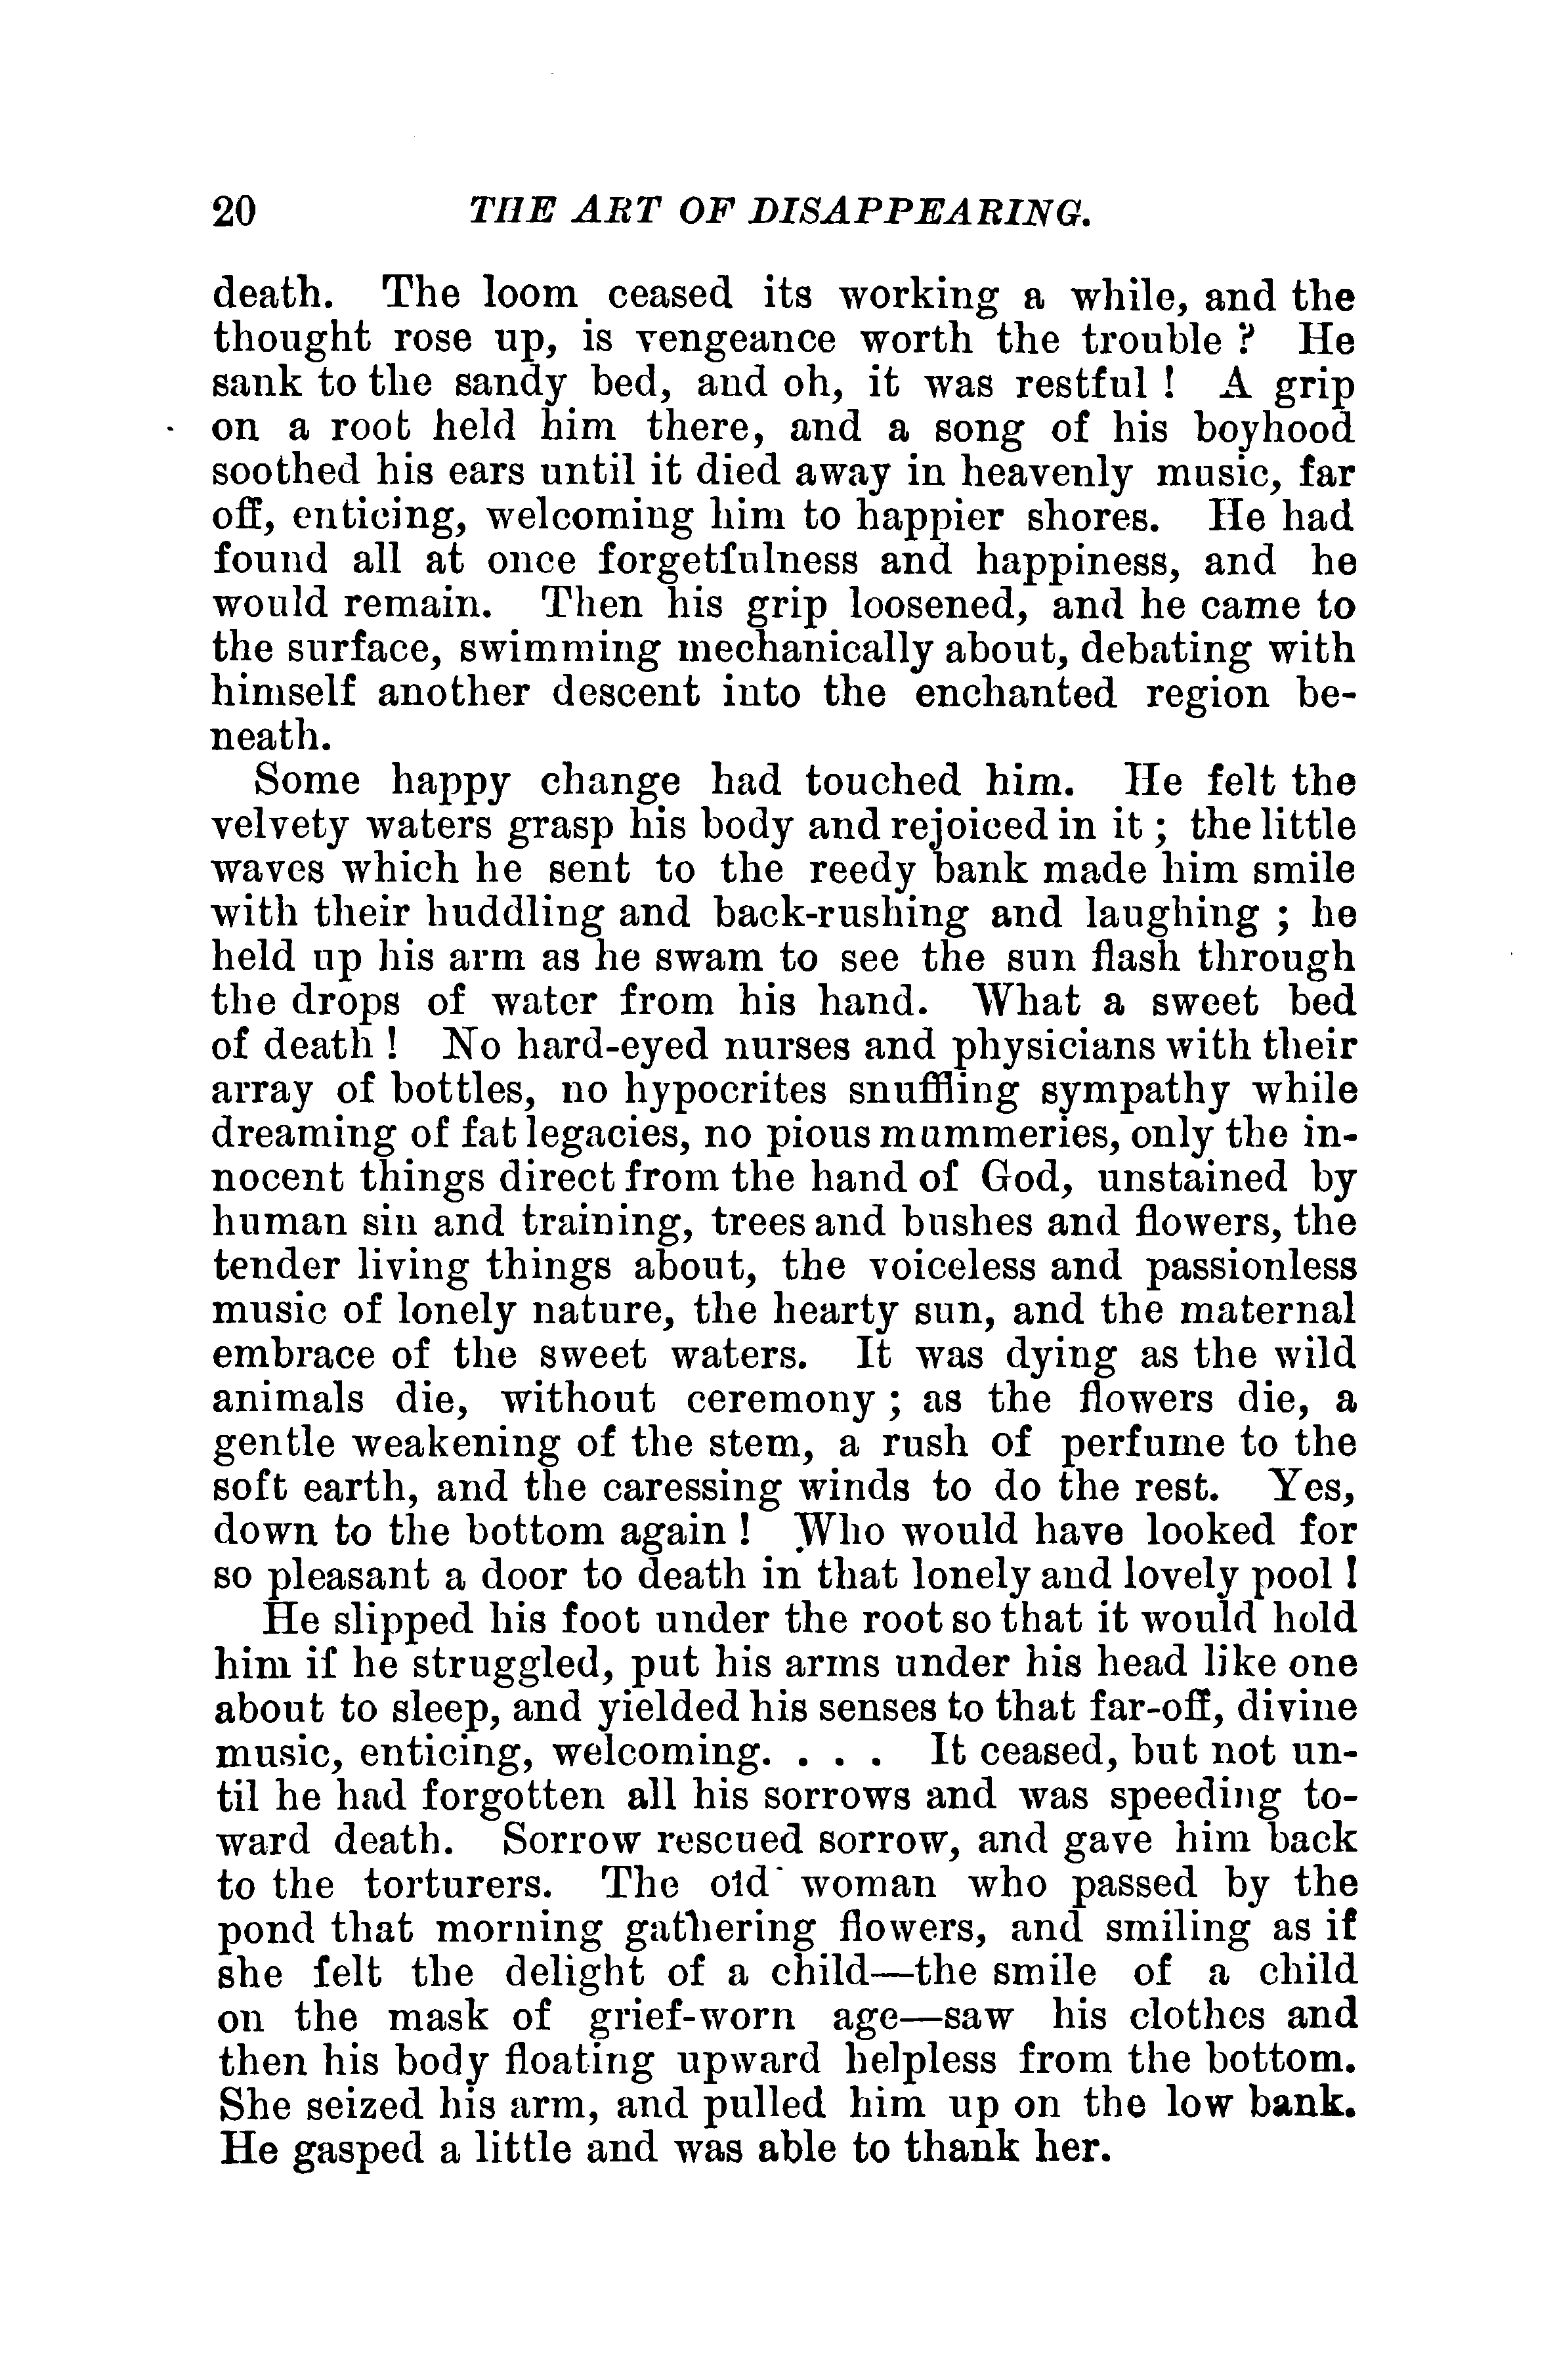 20 THE ART OF DISAPPEARING.
death. The loom ceased its working a while, and the
thought rose up, is vengeance worth the trouble ? He
sank to the sandy bed, and oh, it was restful ! A grip
on a root held him there, and a song of his boyhood
soothed his ears until it died away in heavenly music, far
off, enticing, welcoming him to happier shores. He had
found all at once forgetfulness and happiness, and he
would remain. Then his grip loosened, and he came to
the surface, swimming mechanically about, debating with
himself another descent into the enchanted region be-
neath.
Some happy change had touched him. He felt the
velvety waters grasp his body and rejoiced in it ; the little
waves which he sent to the reedy bank made him smile
with their huddling and back-rushing and laughing ; he
held up his arm as he swam to see the sun flash through
the drops of water from his hand. What a sweet bed
of death ! No hard-eyed nurses and physicians with their
array of bottles, no hypocrites snuffling sympathy while
dreaming of fat legacies, no pious mummeries, only the in-
nocent things direct from the hand of God, unstained by
human sin and training, trees and bushes and flowers, the
tender living things about, the voiceless and passionless
music of lonely nature, the hearty sun, and the maternal
embrace of the sweet waters. It was dying as the wild
animals die, without ceremony ; as the flowers die, a
gentle weakening of the stem, a rush of perfume to the
soft earth, and the caressing winds to do the rest. Yes,
down to the bottom again ! Who would have looked for
so pleasant a door to death in that lonely and lovely pool !
He slipped his foot under the root so that it would hold
him if he struggled, put his arms under his head like one
about to sleep, and yielded his senses to that far-off, divine
music, enticing, welcoming. . . . It ceased, but not un-
til he had forgotten all his sorrows and was speeding to-
ward death. Sorrow rescued sorrow, and gave him back
to the torturers. The old woman who passed by the
pond that morning gathering flowers, and smiling as if
she felt the delight of a child—the smile of a child
on the mask of grief-worn age—saw his clothes and
then his body floating upward helpless from the bottom.
She seized his arm, and pulled him up on the low bank.
He gasped a little and was able to thank her.